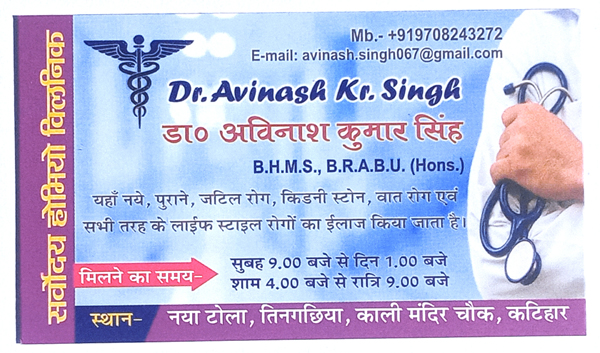 सर्वोदय होमियो क्लिनिक
Mb.- +919708243272
E-mail: avinash.singh067@gmail.com
Dr. Avinash Kr. Singh
डा० अविनाश कुमार सिंह
B.H.M.S., B.R.A.B.U. (Hons.)
यहाँ नये, पुराने, जटिल रोग, किडनी स्टोन, वात रोग एवं
सभी तरह के लाईफ स्टाइल रोगों का ईलाज किया जाता है।
मिलने का समय-
सुबह 9.00 बजे से दिन 1.00 बजे
शाम 4.00 बजे से रात्रि 9.00 बजे
स्थान- नया टोला, तिनगछिया, काली मंदिर चौक, कटिहार